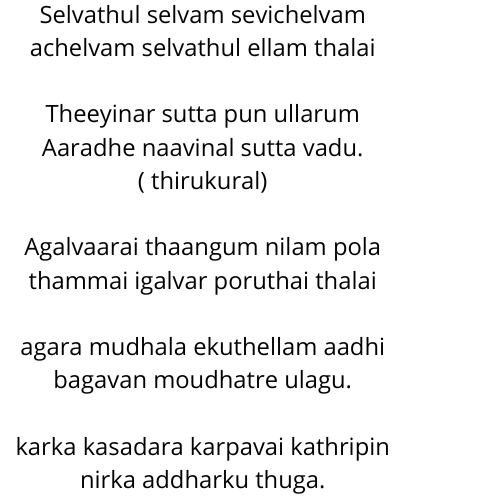 Selvathul selvam sevichelvam
achelvam selvathul ellam thalai
Theeyinar sutta pun ullarum
Aaradhe naavinal sutta vadu.
( thirukural)
Agalvaarai thaangum nilam pola
thammai igalvar poruthai thalai
agara mudhala ekuthellam aadhi
bagavan moudhatre ulagu.
karka kasadara karpavai kathripin
nirka addharku thuga.